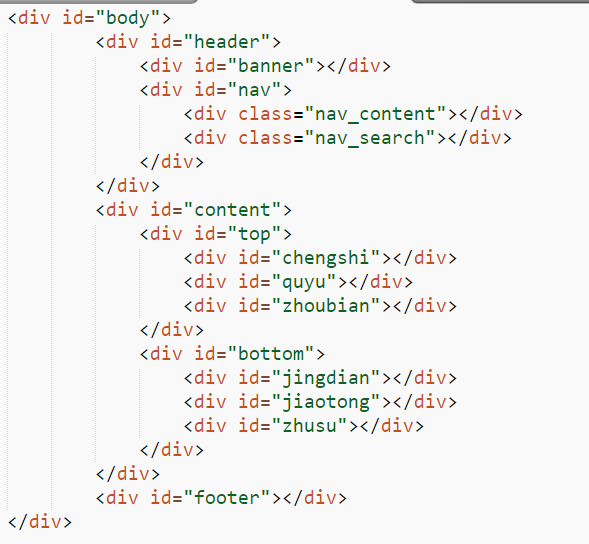 <div id="body">
<div id="header">
<div id="banner"></div>
<div id="nav">
<div class="nav_content"></div>
<div class="nav_search"></div>
</div>
</div>
<div id="content">
<div id="top">
<div id="chengshi"></div>
<div id="quyu"></div>
<div id="zhoubian"></div>
</div>
<div id="bottom">
<div id="jingdian"></div>
<div id="jiaotong"></div>
<div id="zhusu"></div>
</div>
</div>
<div id="footer"></div>
</div>